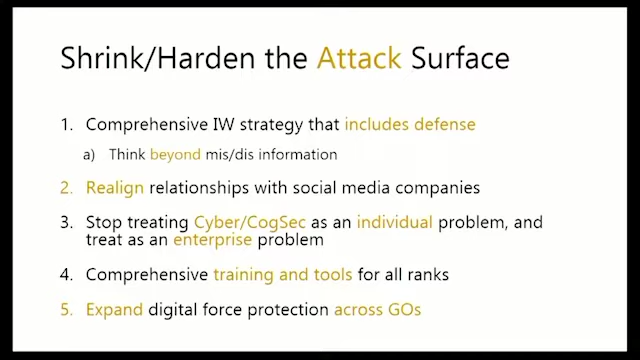 Shrink/Harden the Attack Surface
1. Comprehensive IW strategy that includes defense
a) Think beyond mis/dis information
2. Realign relationships with social media companies
3. Stop treating Cyber/CogSec as an individual problem, and
treat as an enterprise problem
4. Comprehensive training and tools for all ranks
5. Expand digital force protection across GOs